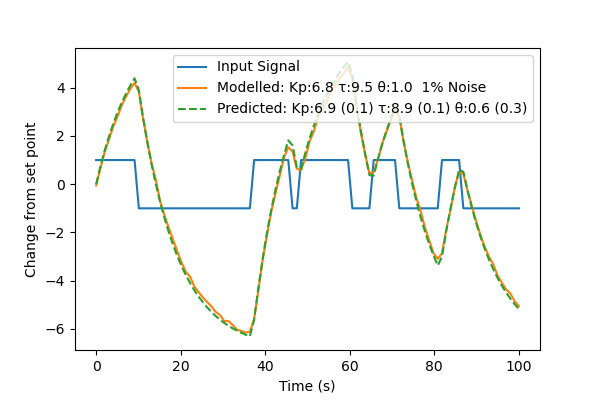 Input Signal
Modelled: Kp:6.8 τ:9.5 θ:1.0  1% Noise
Predicted: Kp:6.9 (0.1) τ:8.9 (0.1) θ:0.6 (0.3)
Change from set point
4
2
0
−2
−4
−6
0 20 40 60 80 100
Time (s)